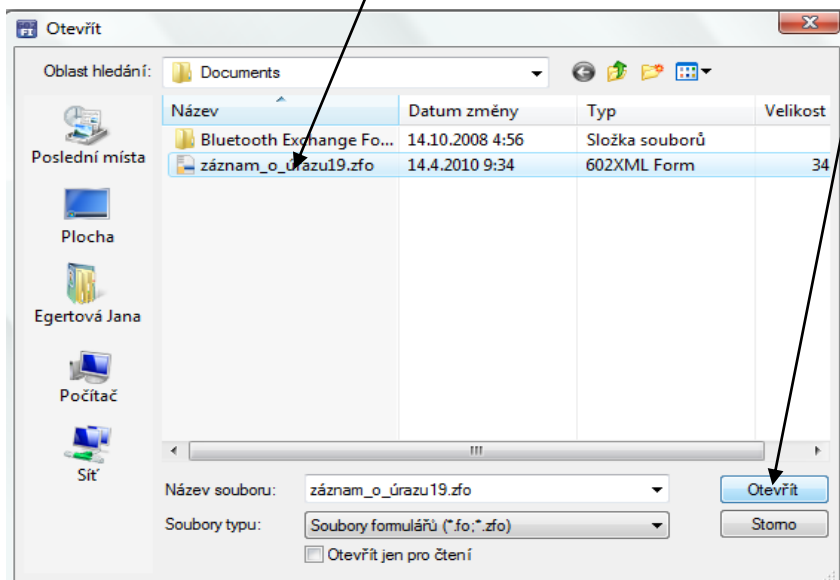 Otevřít
Oblast hledání: Documents
Název Datum změny Typ Velikost
Bluetooth Exchange Fo... 14.10.2008 4:56 Složka souborů
záznam_o_úrazu19.zfo 14.4.2010 9:34 602XML Form 34
Poslední místa
Plocha
Egertová Jana
Počítač
Síť
Název souboru: záznam_o_úrazu19.zfo Otevřít
Soubory typu: Soubory formulářů (*.fo;*.zfo) Storno
Otevřít jen pro čtení